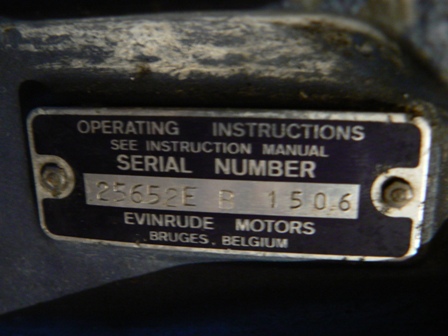 OPERATING INSTRUCTIONS
SEE INSTRUCTION MANUAL
SERIAL NUMBER
25652E B 1506
EVINRUDE MOTORS
BRUGES, BELGIUM